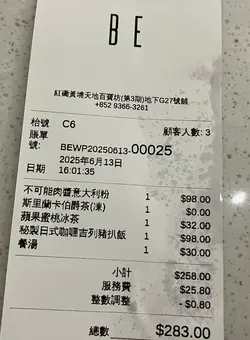 BE
紅磡黃埔天地百寶坊(第3期)地下G27號舖
+852 9366-3261
枱號 C6 顧客人數: 3
賬單號: BEWP20250613-00025
2025年6月13日
日期 16:01:35
不可能肉醬意大利粉 1 $98.00
斯里蘭卡伯爵茶(凍) 1 $0.00
蘋果蜜桃冰茶 1 $32.00
秘製日式咖喱吉列豬扒飯 1 $98.00
餐湯 1 $30.00
小計 $258.00
服務費 $25.80
整數調整 - $0.80
總數 $283.00